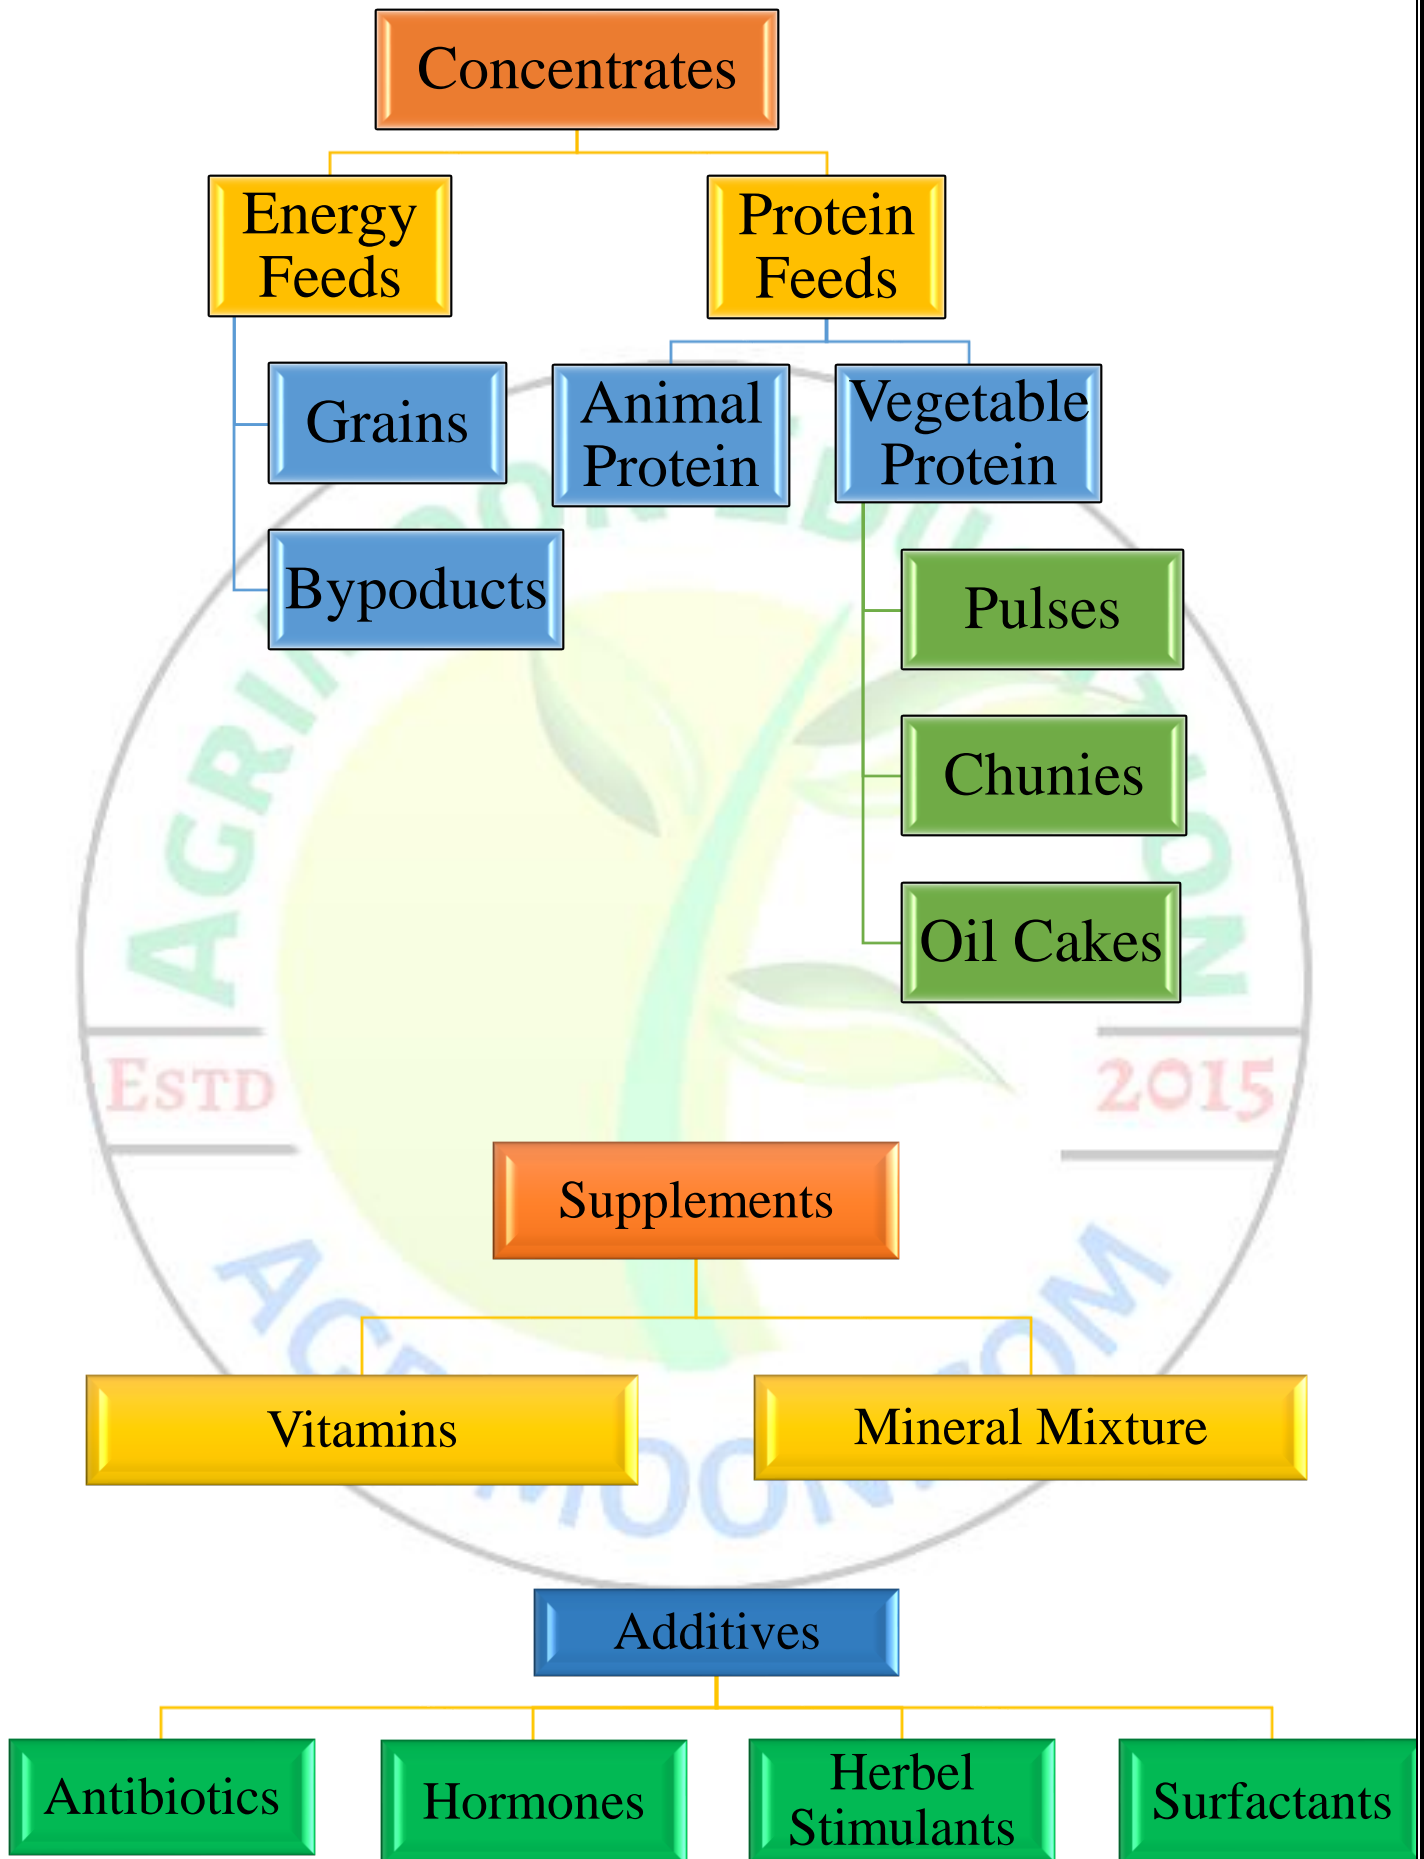 Concentrates
Energy
Feeds
Protein
Feeds
Grains
Animal
Protein
Vegetable
Protein
Bypoducts
Pulses
Chunies
Oil Cakes
ESTD
2015
Supplements
Vitamins
Mineral Mixture
Additives
Antibiotics
Hormones
Herbel
Stimulants
Surfactants